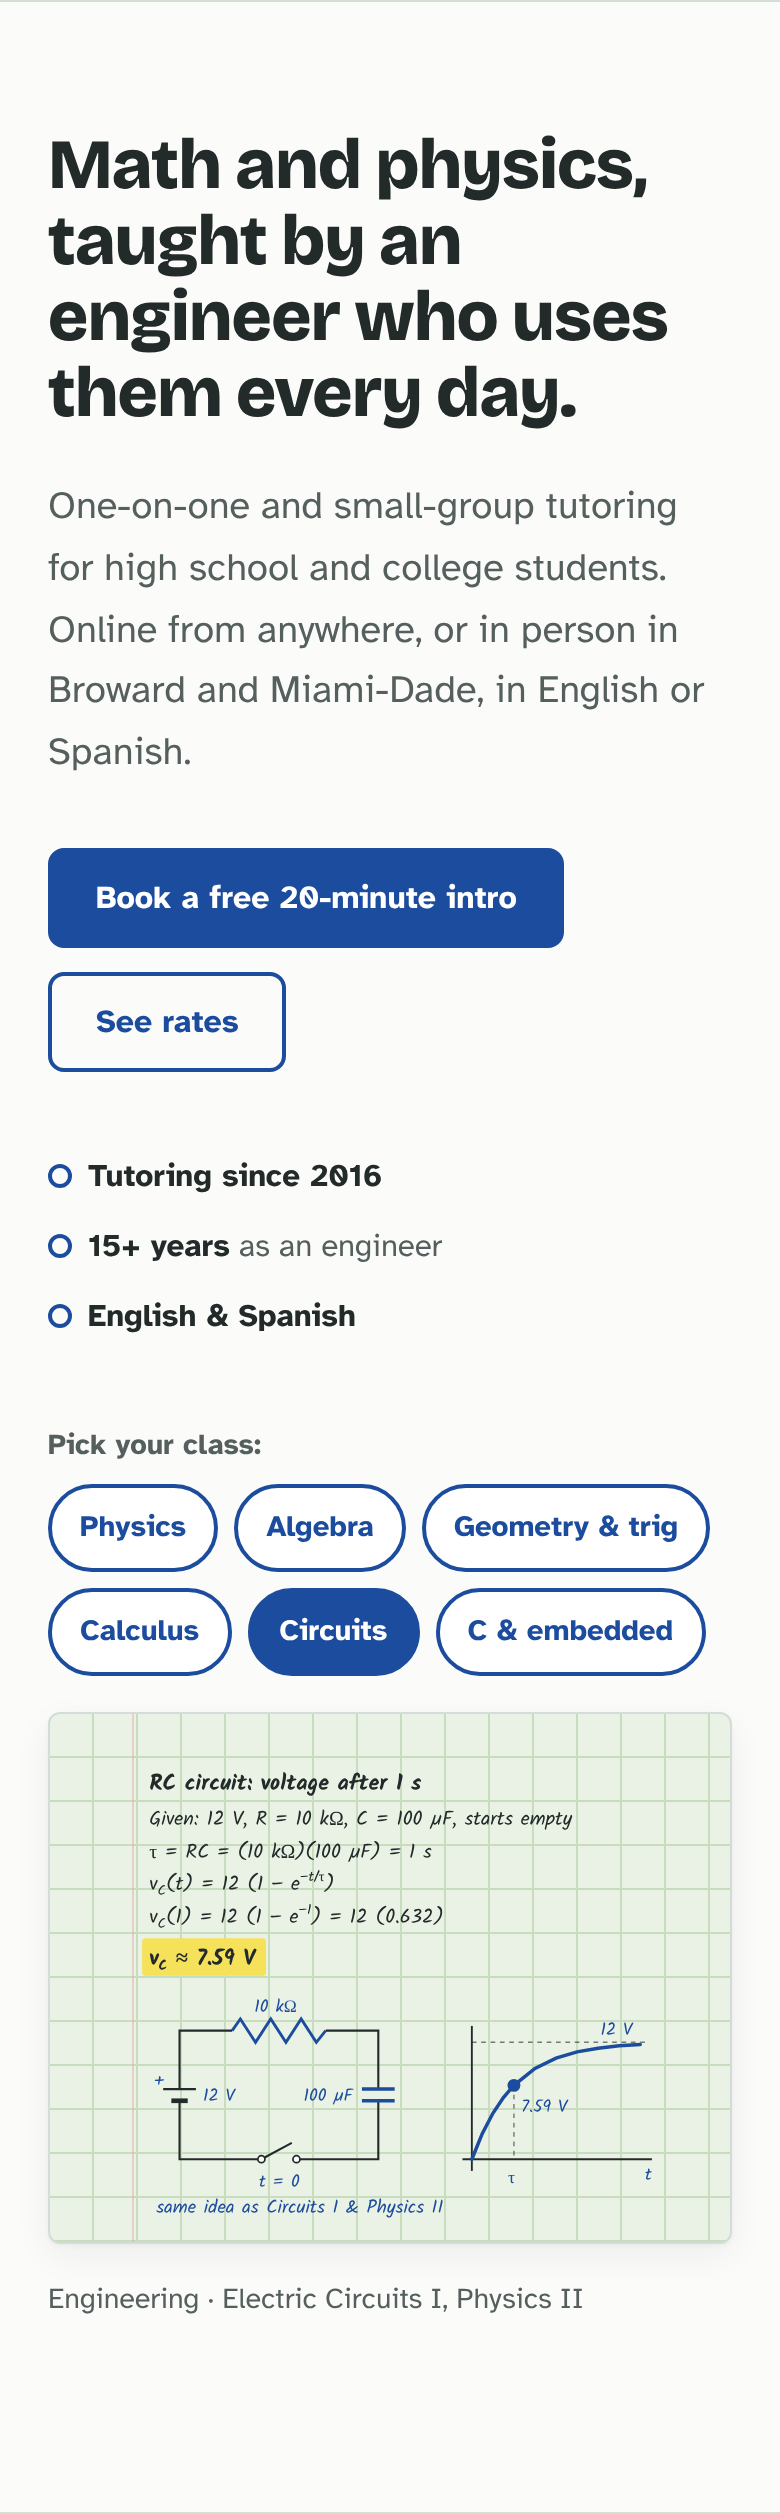 Math and physics,
taught by an
engineer who uses
them every day.
One-on-one and small-group tutoring
for high school and college students.
Online from anywhere, or in person in
Broward and Miami-Dade, in English or
Spanish.
Book a free 20-minute intro
See rates
Tutoring since 2016
15+ years as an engineer
English & Spanish
Pick your class:
Physics Algebra Geometry & trig
Calculus Circuits C & embedded
RC circuit: voltage after 1 s
Given: 12 V, R = 10 kΩ, C = 100 µF, starts empty
τ = RC = (10 kΩ)(100 µF) = 1 s
v_C(t) = 12 (1 − e^−t/τ)
v_C(1) = 12 (1 − e^−1) = 12 (0.632)
v_C ≈ 7.59 V
10 kΩ
12 V
+
12 V
100 µF
7.59 V
t = 0
τ
t
same idea as Circuits I & Physics II
Engineering · Electric Circuits I, Physics II